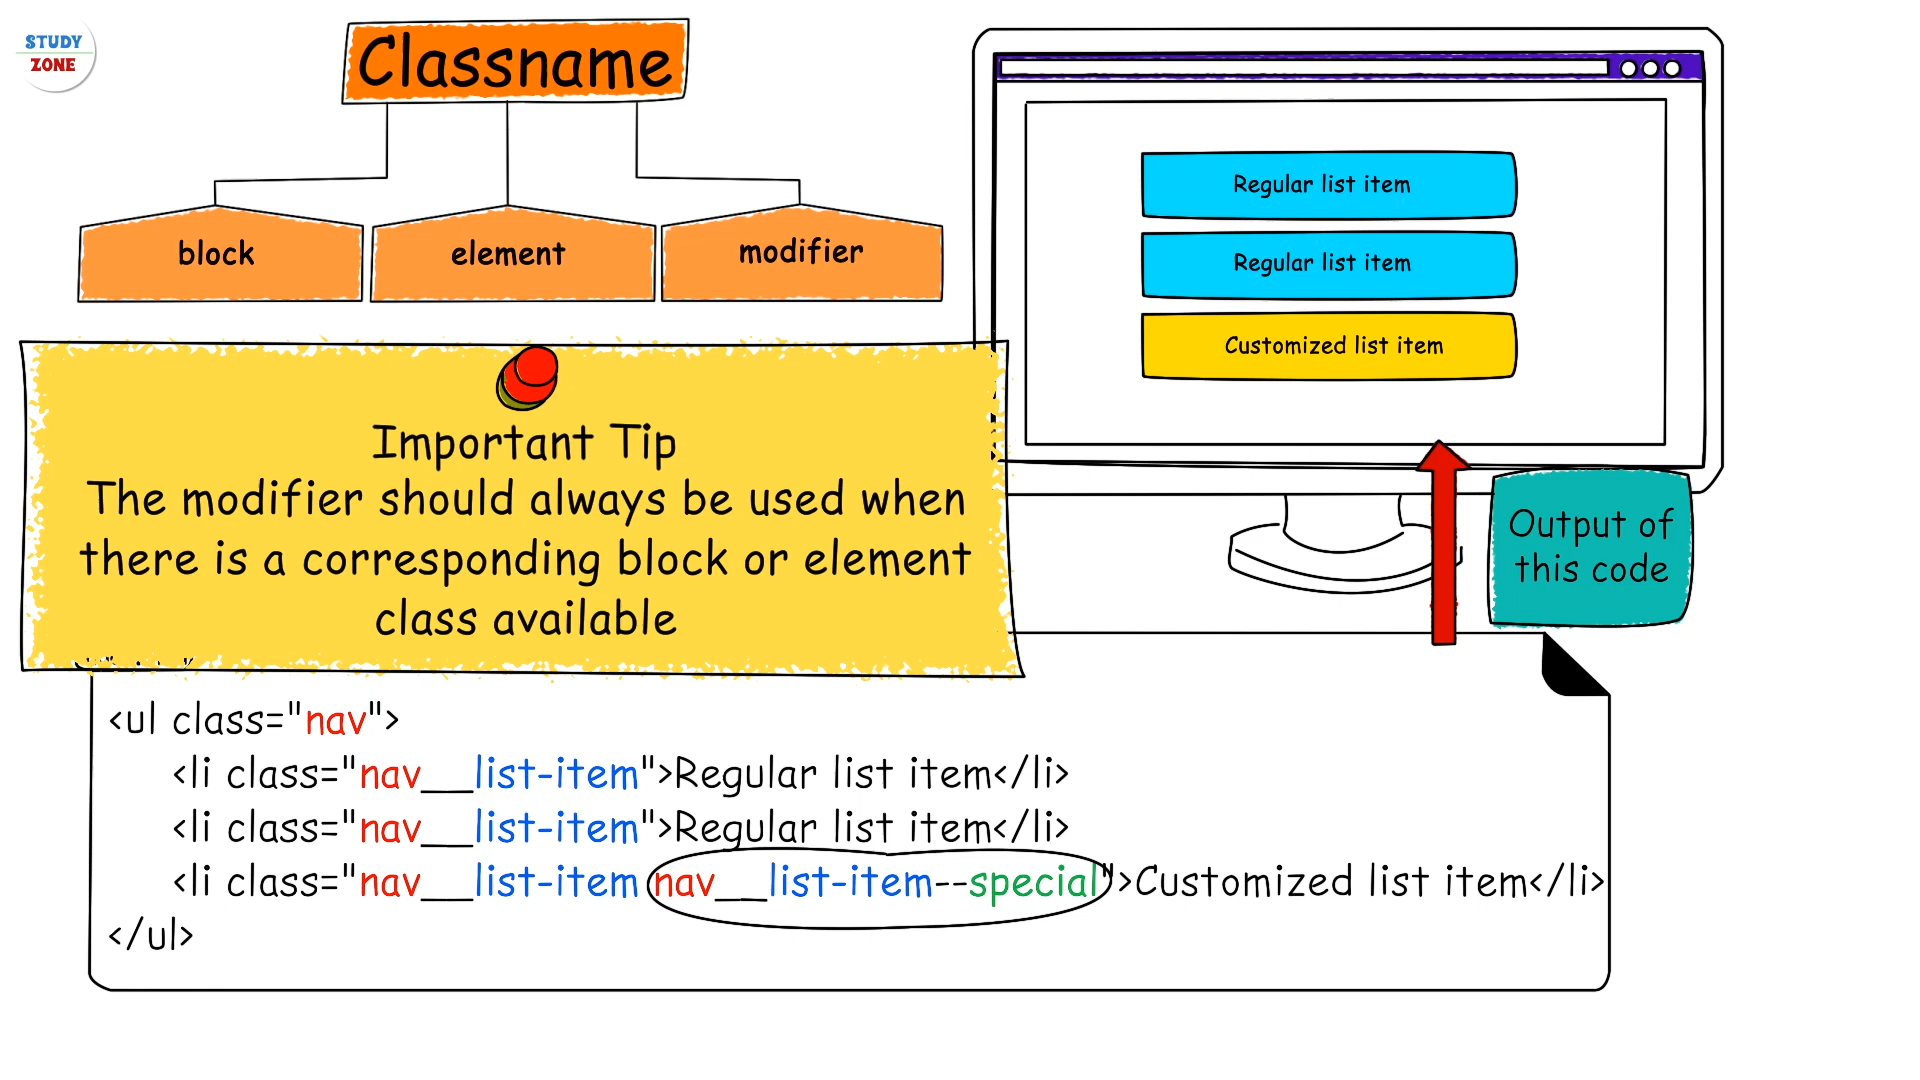 STUDY
ZONE
Classname
block
element
modifier
Regular list item
Regular list item
Customized list item
Important Tip
The modifier should always be used when
there is a corresponding block or element
class available
Output of
this code
<ul class="nav">
<li class="nav__list-item">Regular list item</li>
<li class="nav__list-item">Regular list item</li>
<li class="nav__list-item nav__list-item--special">Customized list item</li>
</ul>